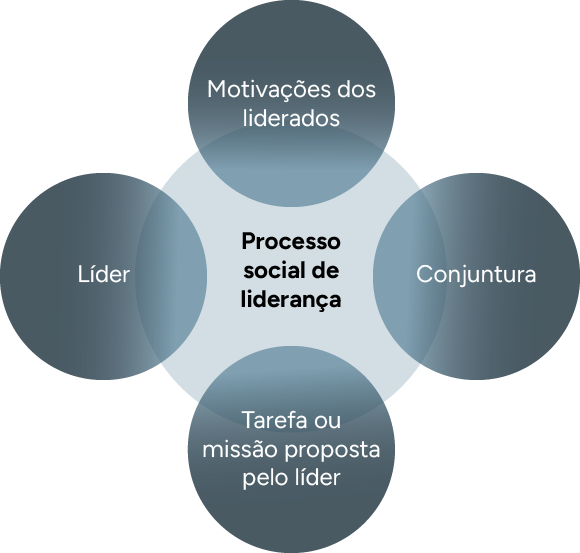 Motivações dos
liderados
Processo
social de
liderança
Líder
Conjuntura
Tarefa ou
missão proposta
pelo líder